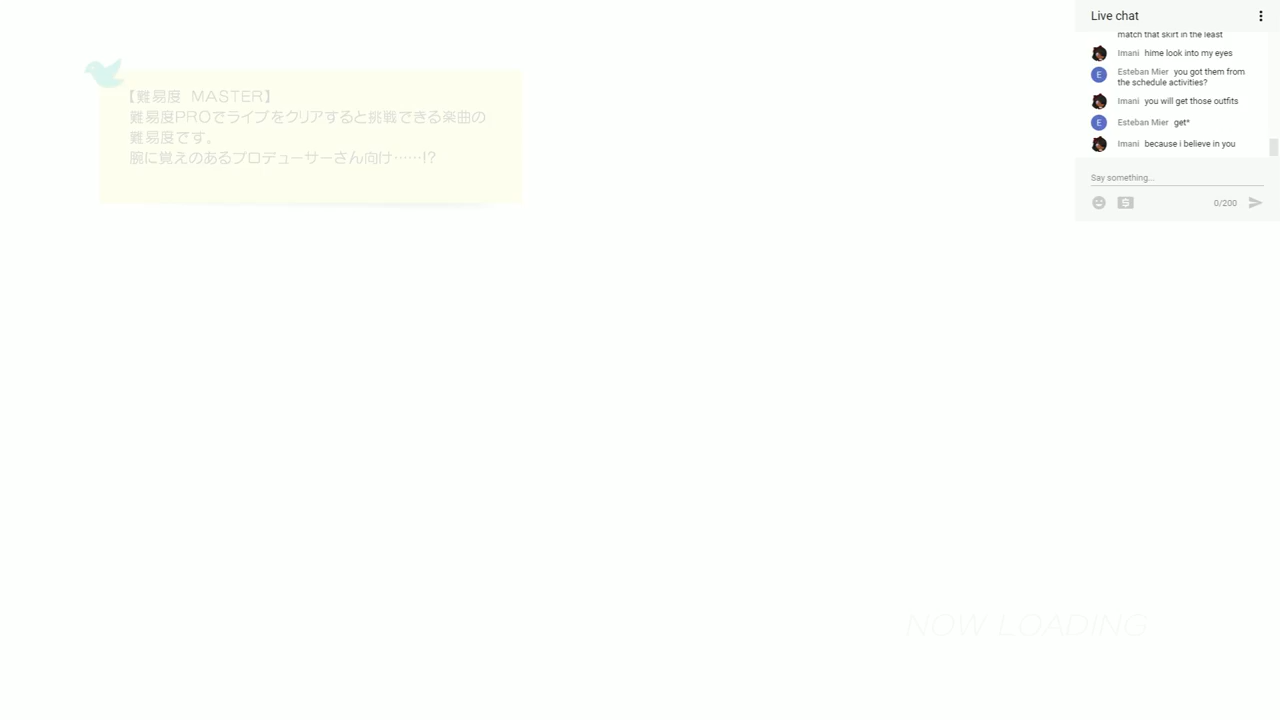 【難易度 MASTER】
難易度PROでライブをクリアすると挑戦できる楽曲の
難易度です。
腕に覚えのあるプロデューサーさん向け……!?
NOW LOADING
Live chat
match that skirt in the least
Imani hime look into my eyes
E Esteban Mier you got them from
the schedule activities?
Imani you will get those outfits
E Esteban Mier get*
Imani because i believe in you
Say something...
0/200